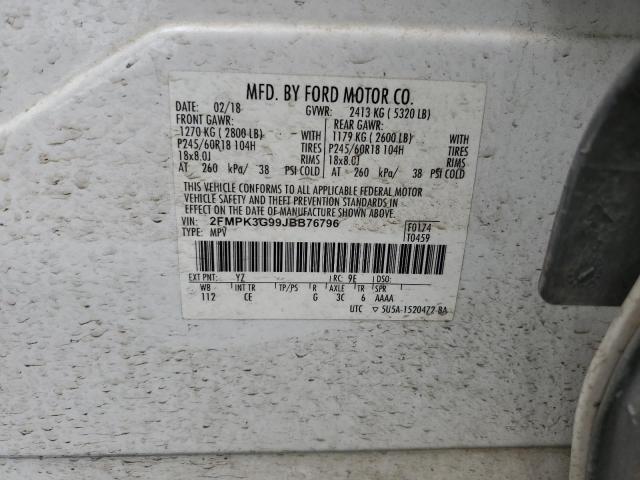 MFD. BY FORD MOTOR CO.
DATE: 02/18 GVWR: 2413 KG ( 5320 LB)
FRONT GAWR: REAR GAWR:
1270 KG ( 2800 LB) WITH 1179 KG ( 2600 LB) WITH
P245/60R18 104H TIRES P245/60R18 104H TIRES
18x8.0J RIMS 18x8.0J RIMS
AT 260 kPa/ 38 PSI COLD AT 260 kPa/ 38 PSI COLD
THIS VEHICLE CONFORMS TO ALL APPLICABLE FEDERAL MOTOR
VEHICLE SAFETY AND THEFT PREVENTION STANDARDS IN
EFFECT ON THE DATE OF MANUFACTURE SHOWN ABOVE.
VIN: 2FMPK3G99JBB76796 F0174
TYPE: MPV T0459
EXT PNT: YZ RC: 9E DSO:
WB INT TR TP/PS R AXLE TR SPR
112 CE G 3C 6 AAAA
UTC 5U5A-1520472-BA